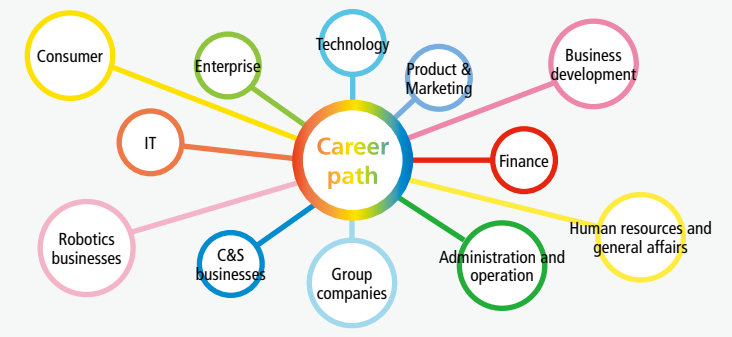 Consumer
Enterprise
Technology
Product &
Marketing
Business
development
IT
Career
path
Finance
Robotics
businesses
C&S
businesses
Group
companies
Administration and
operation
Human resources and
general affairs